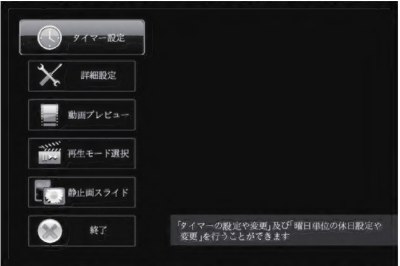 タイマー設定
詳細設定
動画プレビュー
再生モード選択
静止画スライド
終了
「タイマーの設定や変更」及び「曜日単位の休日設定や
変更」を行うことができます